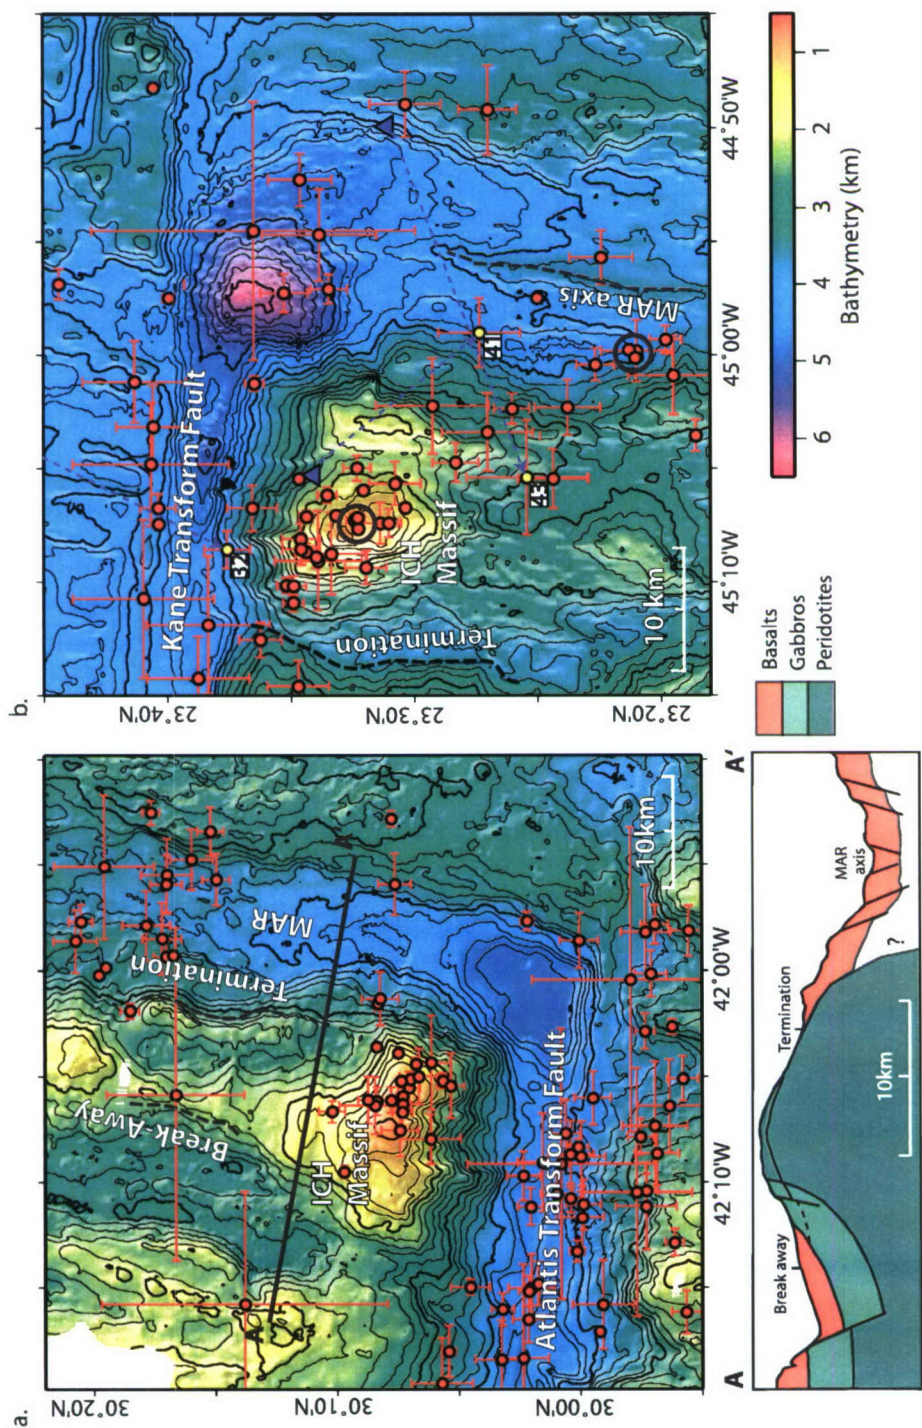 a.
30°20'N
30°10'N
30°00'N
42°10'W
42°00'W
Break-Away
Termination
MAR
ICH
Massif
Atlantis Transform Fault
10km
A
A'
A
A'
Break away
Termination
MAR
axis
?
10km
b.
23°40'N
23°30'N
23°20'N
45°10'W
45°00'W
44°50'W
Kane Transform Fault
ICH
Massif
Termination
MAR axis
32
43
41
10 km
Basalts
Gabbros
Peridotites
6
5
4
3
2
1
Bathymetry (km)